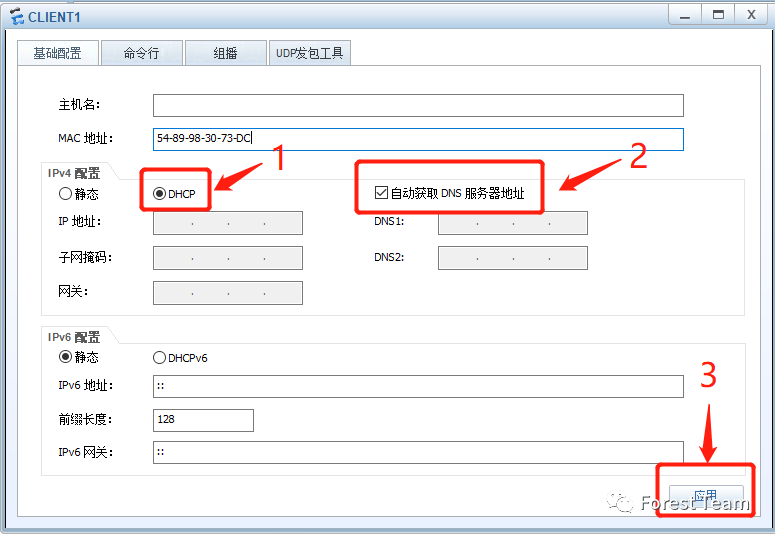 CLIENT1
基础配置 命令行 组播 UDP发包工具
主机名：
MAC 地址： 54-89-98-30-73-DC
1
2
IPv4 配置
静态 DHCP 自动获取 DNS 服务器地址
IP 地址： . . . DNS1: . . .
子网掩码： . . . DNS2: . . .
网关： . . .
IPv6 配置
静态 DHCPv6
IPv6 地址： ::
3
前缀长度： 128
IPv6 网关： ::
应用
Forest Team